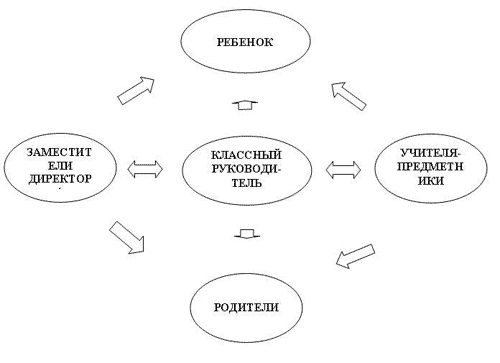 РЕБЕНОК
ЗАМЕСТИТ
ЕЛИ
ДИРЕКТОР
.
КЛАССНЫЙ
РУКОВОДИ-
ТЕЛЬ
УЧИТЕЛЯ-
ПРЕДМЕТН
ИКИ
РОДИТЕЛИ